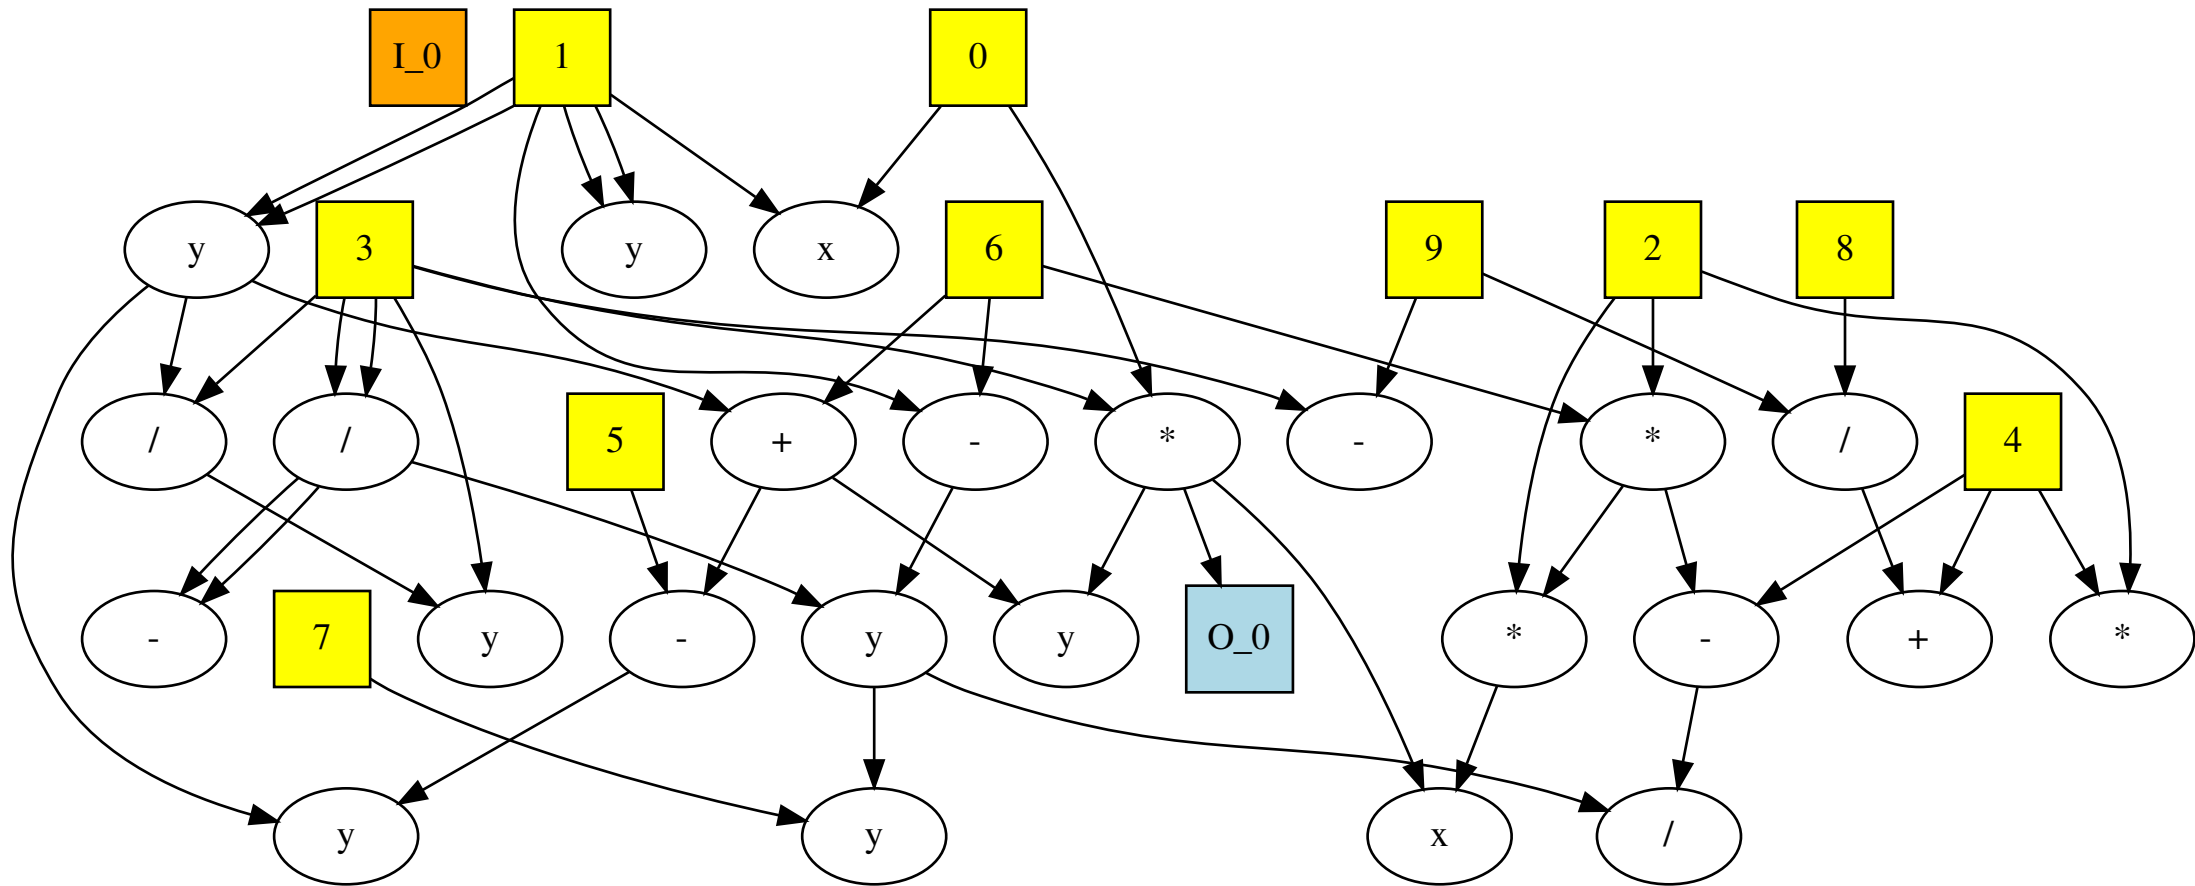 I_0 1 0
y 3 y x 6 9 2 8
/ / 5 + - * - * / 4
- 7 y - y y O_0 * - + *
y y x /